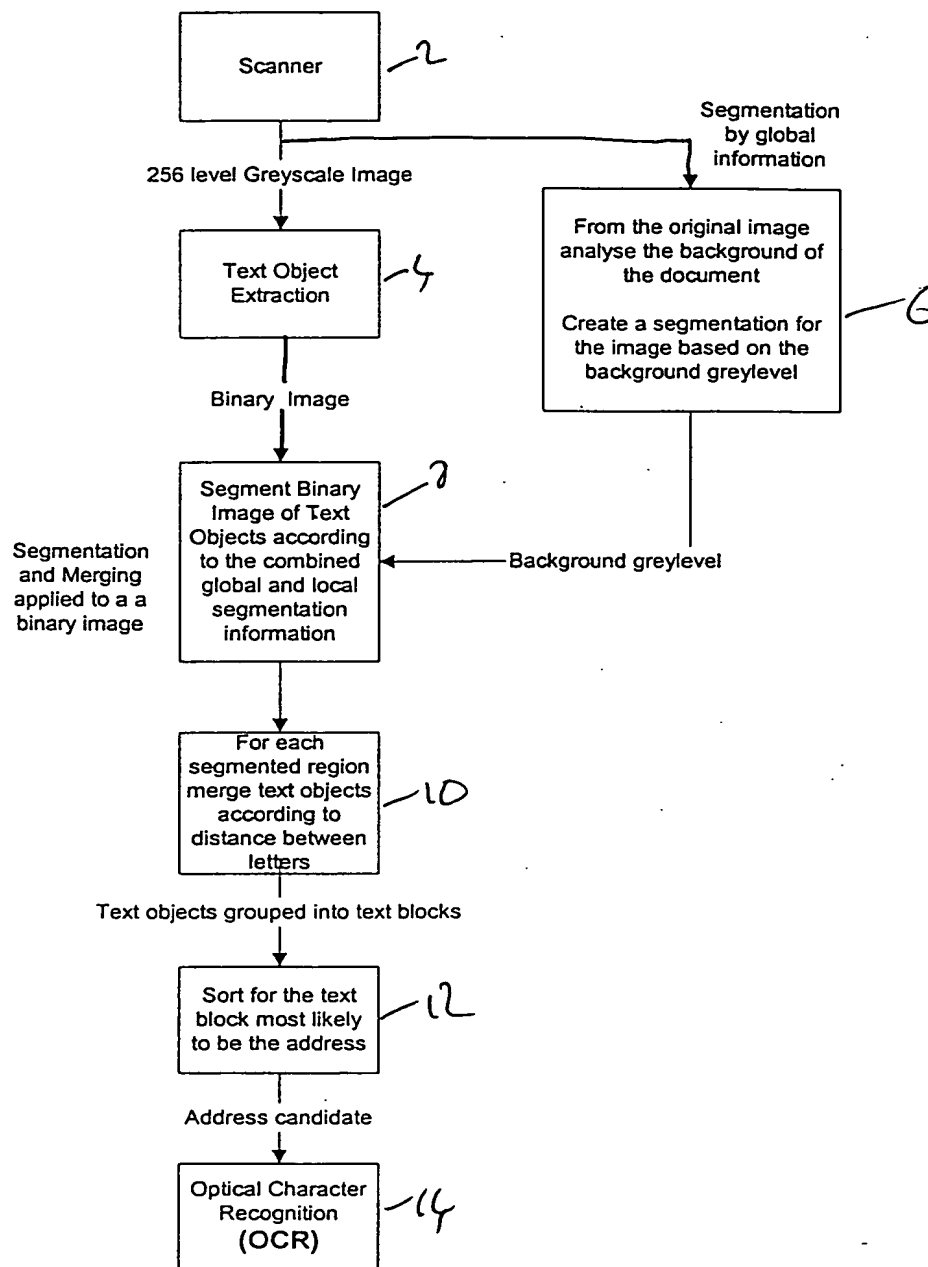 Scanner
2
Segmentation
by global
information
256 level Greyscale Image
Text Object
Extraction
4
From the original image
analyse the background of
the document
Create a segmentation for
the image based on the
background greylevel
6
Binary Image
Segment Binary
Image of Text
Objects according
to the combined
global and local
segmentation
information
8
Background greylevel
Segmentation
and Merging
applied to a a
binary image
For each
segmented region
merge text objects
according to
distance between
letters
10
Text objects grouped into text blocks
Sort for the text
block most likely
to be the address
12
Address candidate
Optical Character
Recognition
(OCR)
14